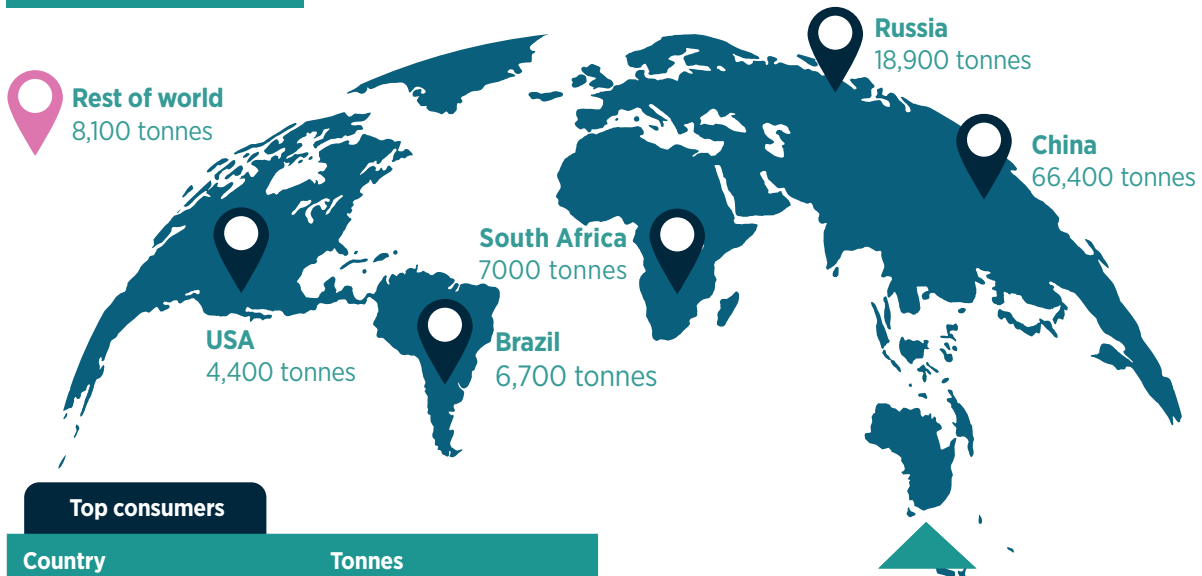 Russia
18,900 tonnes
Rest of world
8,100 tonnes
China
66,400 tonnes
South Africa
7000 tonnes
USA
4,400 tonnes
Brazil
6,700 tonnes
Top consumers
Country Tonnes